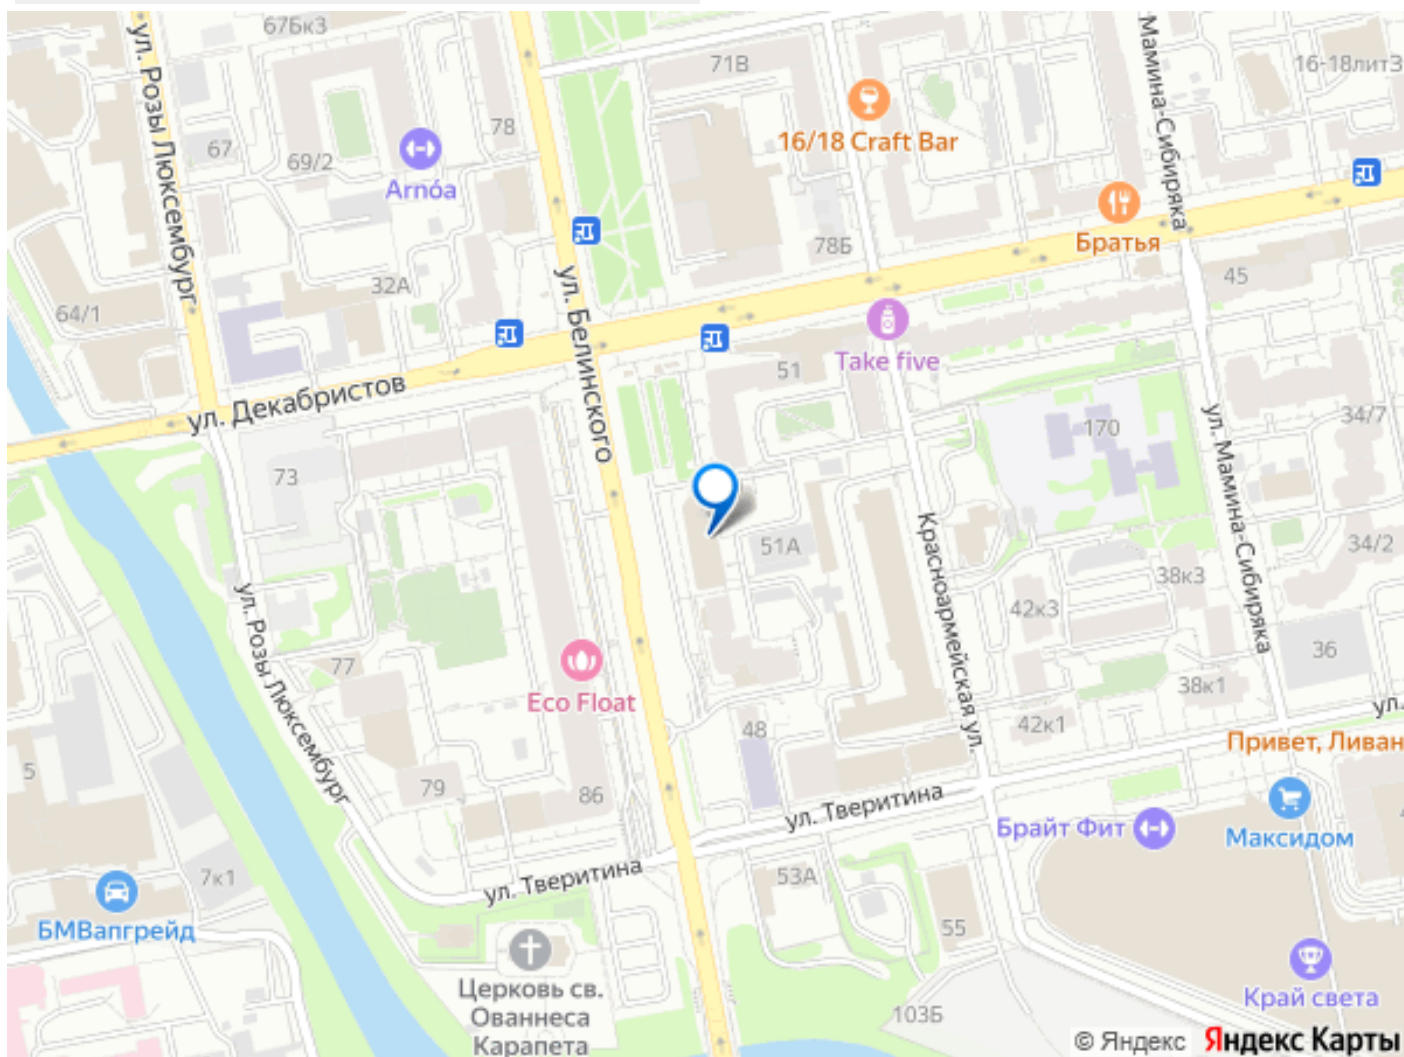 67Бк3
ул. Розы Люксембург
71В
Мамина-Сибиряка
16-18литЗ
78
16/18 Craft Bar
67
69/2
Arnóa
Братья
78Б
45
32А
64/1
ул. Белинского
Take five
51
ул. Декабристов
34/7
170
73
ул. Мамина-Сибиряка
51А
Красноармейская ул.
34/2
38к3
42к3
ул. Розы Люксембург
77
36
Eco Float
38к1
42к1
48
ул.
Привет, Ливан
5
79
86
ул. Тверитина
Брайт Фит
Максидом
7к1
ул. Тверитина
53А
БМВапгрейд
55
Церковь св.
Ованнеса
Карапета
Край света
103Б
© Яндекс
Яндекс Карты